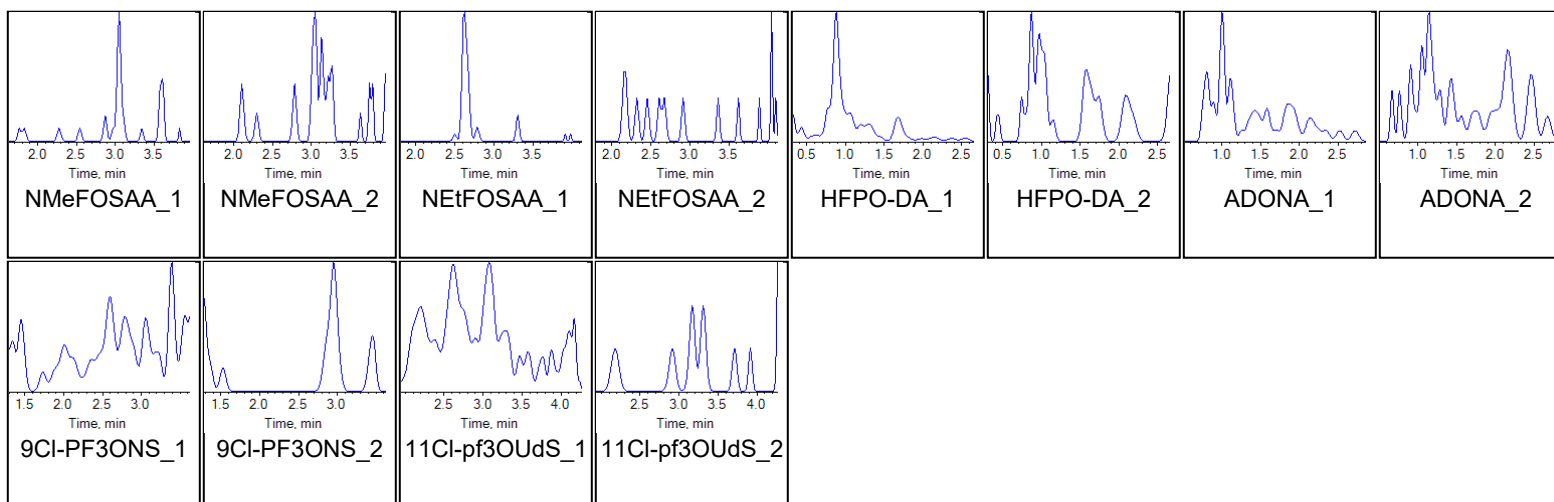 2.0 2.5 3.0 3.5
Time, min
NMeFOSAA_1
2.0 2.5 3.0 3.5
Time, min
NMeFOSAA_2
2.0 2.5 3.0 3.5
Time, min
NEtFOSAA_1
2.0 2.5 3.0 3.5
Time, min
NEtFOSAA_2
0.5 1.0 1.5 2.0 2.5
Time, min
HFPO-DA_1
0.5 1.0 1.5 2.0 2.5
Time, min
HFPO-DA_2
1.0 1.5 2.0 2.5
Time, min
ADONA_1
1.0 1.5 2.0 2.5
Time, min
ADONA_2
1.5 2.0 2.5 3.0
Time, min
9Cl-PF3ONS_1
1.5 2.0 2.5 3.0
Time, min
9Cl-PF3ONS_2
2.5 3.0 3.5 4.0
Time, min
11Cl-pf3OUdS_1
2.5 3.0 3.5 4.0
Time, min
11Cl-pf3OUdS_2